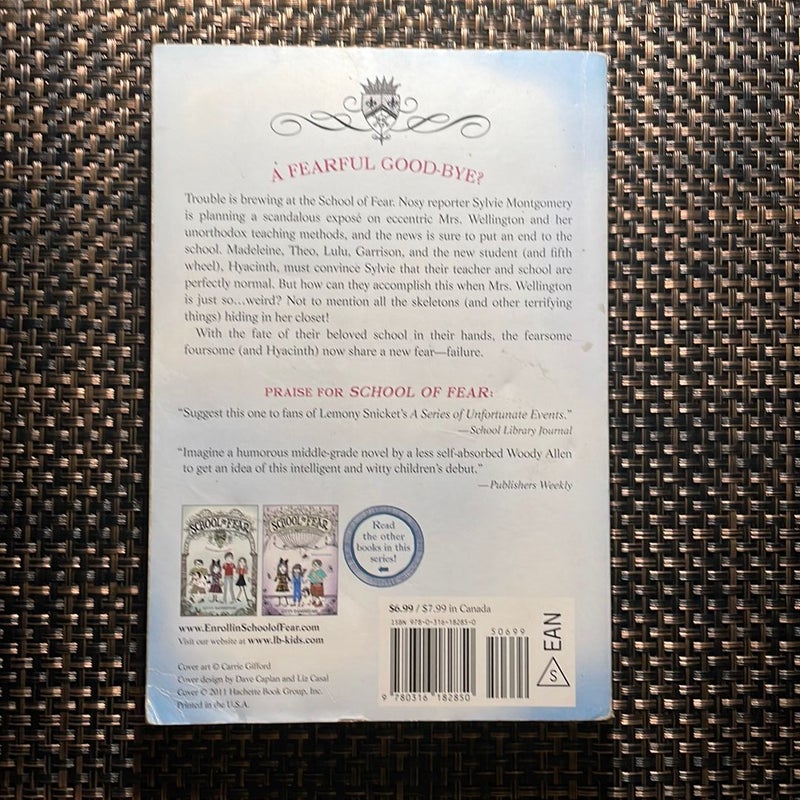 A FEARFUL GOOD-BYE?
Trouble is brewing at the School of Fear. Nosy reporter Sylvie Montgomery
is planning a scandalous exposé on eccentric Mrs. Wellington and her
unorthodox teaching methods, and the news is sure to put an end to the
school. Madeleine, Theo, Lulu, Garrison, and the new student (and fifth
wheel), Hyacinth, must convince Sylvie that their teacher and school are
perfectly normal. But how can they accomplish this when Mrs. Wellington
is just so…weird? Not to mention all the skeletons (and other terrifying
things) hiding in her closet!
With the fate of their beloved school in their hands, the fearsome
foursome (and Hyacinth) now share a new fear—failure.
PRAISE FOR SCHOOL OF FEAR:
“Suggest this one to fans of Lemony Snicket’s A Series of Unfortunate Events.”
—School Library Journal
“Imagine a humorous middle-grade novel by a less self-absorbed Woody Allen
to get an idea of this intelligent and witty children’s debut.”
—Publishers Weekly
SCHOOL OF FEAR
SCHOOL OF FEAR
Read
the other
books in this
series!
www.EnrollinSchoolofFear.com
Visit our website at www.lb-kids.com
Cover art © Carrie Gifford
Cover design by Dave Caplan and Liz Casal
Cover © 2011 Hachette Book Group, Inc.
Printed in the U.S.A.
$6.99 / $7.99 in Canada
ISBN 978-0-316-18285-0
50699
9 780316 182850
S
EAN